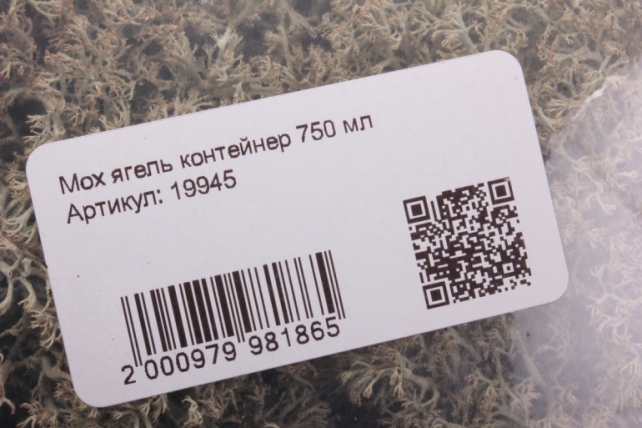 Мох ягель контейнер 750 мл
Артикул: 19945
2 000979 981865